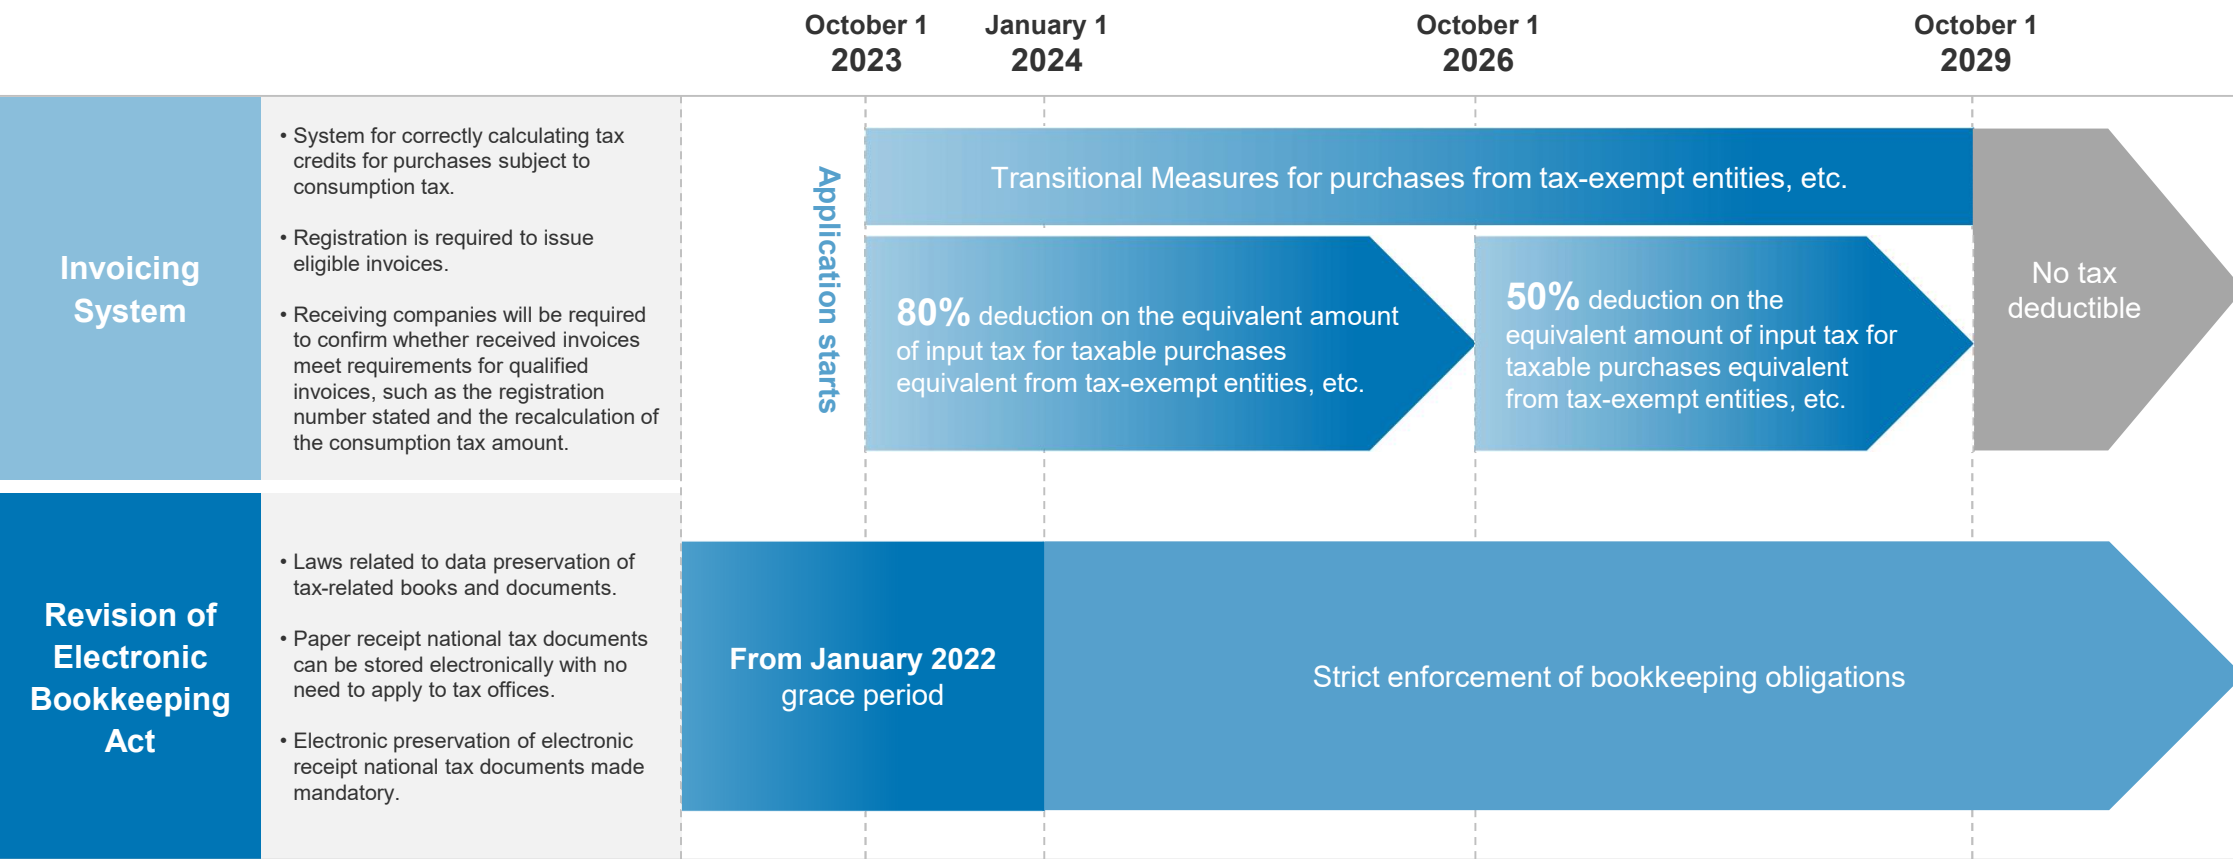 October 1
2023
January 1
2024
October 1
2026
October 1
2029
Invoicing
System
• System for correctly calculating tax
credits for purchases subject to
consumption tax.
• Registration is required to issue
eligible invoices.
• Receiving companies will be required
to confirm whether received invoices
meet requirements for qualified
invoices, such as the registration
number stated and the recalculation of
the consumption tax amount.
Application starts
Transitional Measures for purchases from tax-exempt entities, etc.
80% deduction on the equivalent amount
of input tax for taxable purchases
equivalent from tax-exempt entities, etc.
50% deduction on the
equivalent amount of input tax for
taxable purchases equivalent
from tax-exempt entities, etc.
No tax
deductible
Revision of
Electronic
Bookkeeping
Act
• Laws related to data preservation of
tax-related books and documents.
• Paper receipt national tax documents
can be stored electronically with no
need to apply to tax offices.
• Electronic preservation of electronic
receipt national tax documents made
mandatory.
From January 2022
grace period
Strict enforcement of bookkeeping obligations